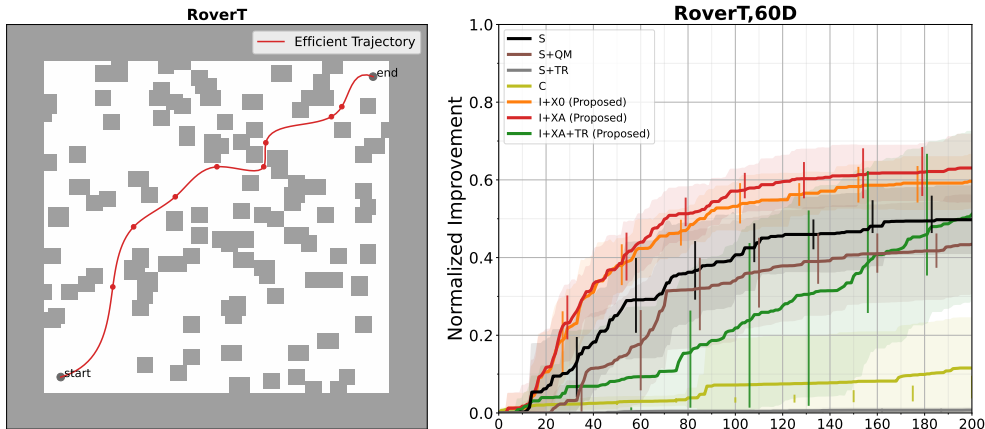 RoverT
Efficient Trajectory
end
start
RoverT,60D
Normalized Improvement
1.0
0.8
0.6
0.4
0.2
0.0
S
S+QM
S+TR
C
I+X0 (Proposed)
I+XA (Proposed)
I+XA+TR (Proposed)
0 20 40 60 80 100 120 140 160 180 200